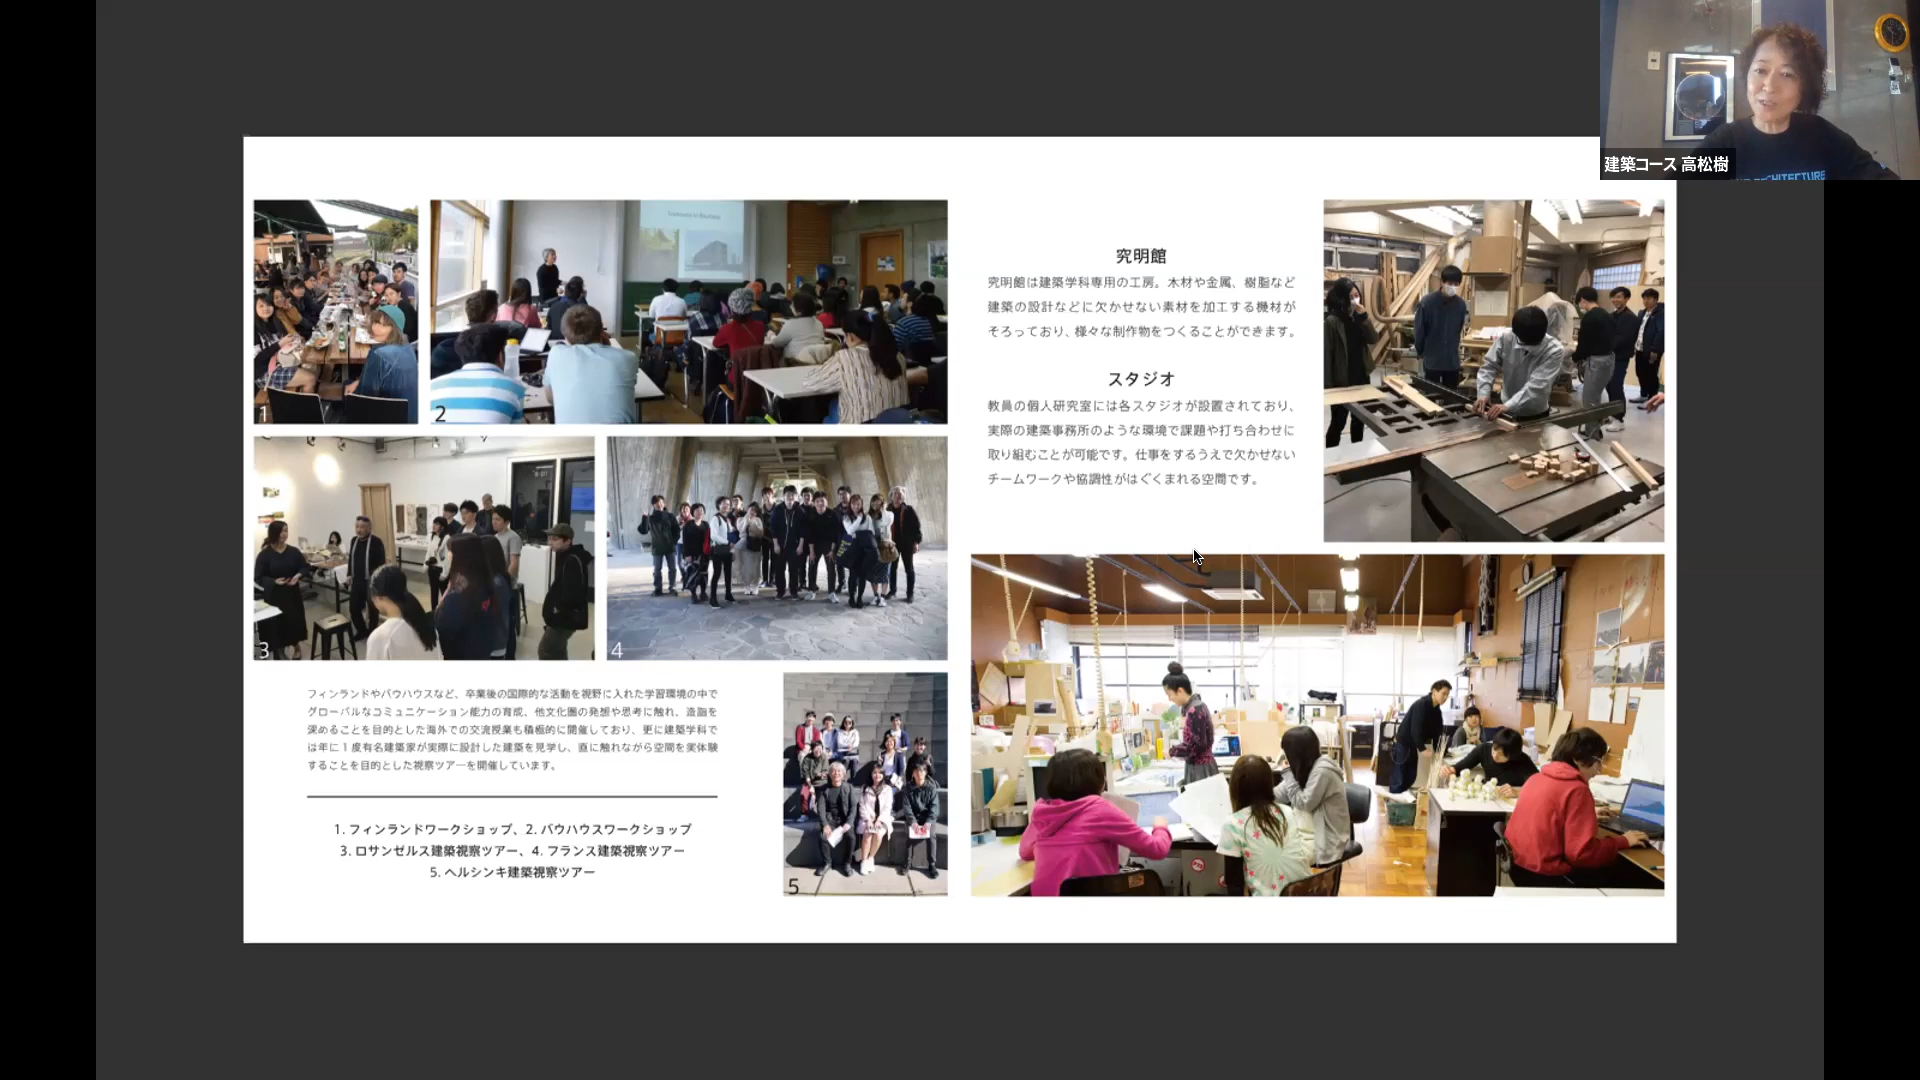 建築コース 高松樹
ARCHITECTURE
1
2
3
4
フィンランドやバウハウスなど、卒業後の国際的な活動を視野に入れた学習環境の中で
グローバルなコミュニケーション能力の育成、他文化圏の発想や思考に触れ、造詣を
深めることを目的とした海外での交流授業も積極的に開催しており、更に建築学科で
は年に1度有名建築家が実際に設計した建築を見学し、直に触れながら空間を実体験
することを目的とした視察ツアーを開催しています。
1. フィンランドワークショップ、2. バウハウスワークショップ
3. ロサンゼルス建築視察ツアー、4. フランス建築視察ツアー
5. ヘルシンキ建築視察ツアー
5
究明館
究明館は建築学科専用の工房。木材や金属、樹脂など
建築の設計などに欠かせない素材を加工する機材が
そろっており、様々な制作物をつくることができます。
スタジオ
教員の個人研究室には各スタジオが設置されており、
実際の建築事務所のような環境で課題や打ち合わせに
取り組むことが可能です。仕事をするうえで欠かせない
チームワークや協調性がはぐくまれる空間です。